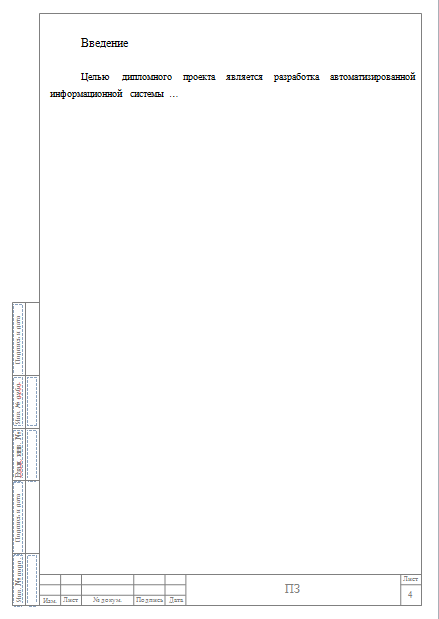 Введение
Целью дипломного проекта является разработка автоматизированной
информационной системы …
Подпись и дата
Инв. № дубл.
Взам. инв. №
Подпись и дата
Инв. № подл.
Изм. Лист № докум. Подпись Дата
ПЗ
Лист
4